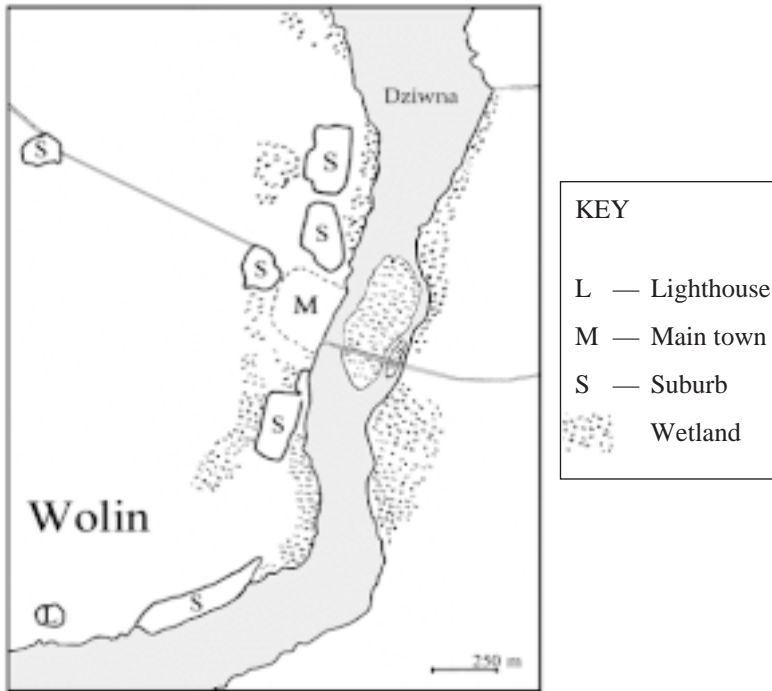 Dziwna
S
S
S
S
M
S
Wolin
S
L
250 m
KEY
L — Lighthouse
M — Main town
S — Suburb
Wetland